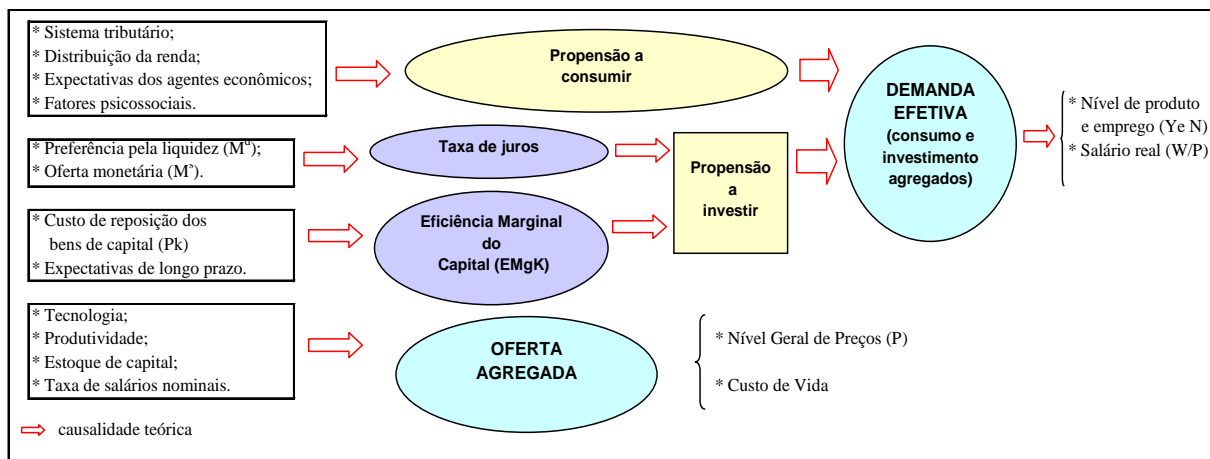 * Sistema tributário;
* Distribuição da renda;
* Expectativas dos agentes econômicos;
* Fatores psicossociais.
Propensão a
consumir
* Preferência pela liquidez (Mᵈ);
* Oferta monetária (Mˢ).
Taxa de juros
Propensão
a
investir
DEMANDA
EFETIVA
(consumo e
investimento
agregados)
* Nível de produto
e emprego (Ye N)
* Salário real (W/P)
* Custo de reposição dos
bens de capital (Pk)
* Expectativas de longo prazo.
Eficiência Marginal
do
Capital (EMgK)
* Tecnologia;
* Produtividade;
* Estoque de capital;
* Taxa de salários nominais.
OFERTA
AGREGADA
* Nível Geral de Preços (P)
* Custo de Vida
causalidade teórica